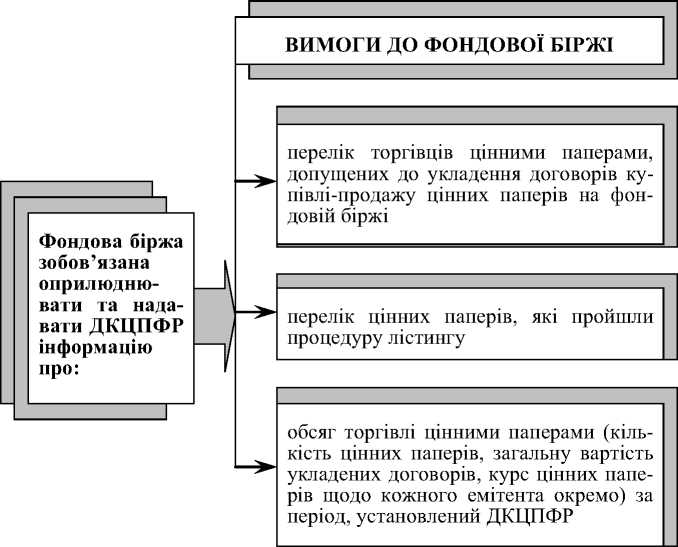 ВИМОГИ ДО ФОНДОВОЇ БІРЖІ
Фондова біржа
зобов’язана
оприлюдню-
вати та нада-
вати ДКЦПФР
інформацію
про:
перелік торгівців цінними паперами,
допущених до укладення договорів ку-
півлі-продажу цінних паперів на фон-
довій біржі
перелік цінних паперів, які пройшли
процедуру лістингу
обсяг торгівлі цінними паперами (кіль-
кість цінних паперів, загальну вартість
укладених договорів, курс цінних папе-
рів щодо кожного емітента окремо) за
період, установлений ДКЦПФР